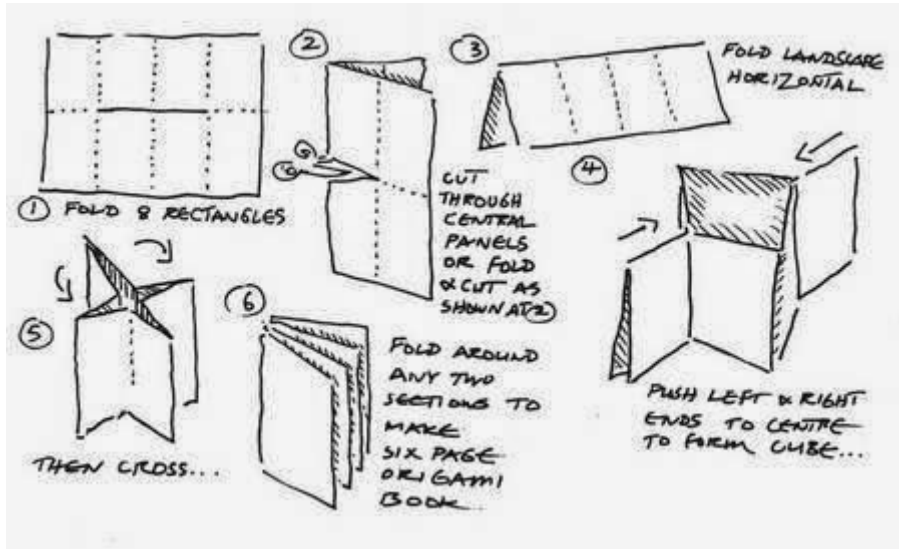 1 FOLD 8 RECTANGLES
2
CUT
THROUGH
CENTRAL
PANELS
OR FOLD
& CUT AS
SHOWN AT 2
3
FOLD LANDSCAPE
HORIZONTAL
4
PUSH LEFT & RIGHT
ENDS TO CENTRE
TO FORM CUBE...
5
THEN CROSS...
6
FOLD AROUND
ANY TWO
SECTIONS TO
MAKE
SIX PAGE
ORIGAMI
BOOK.